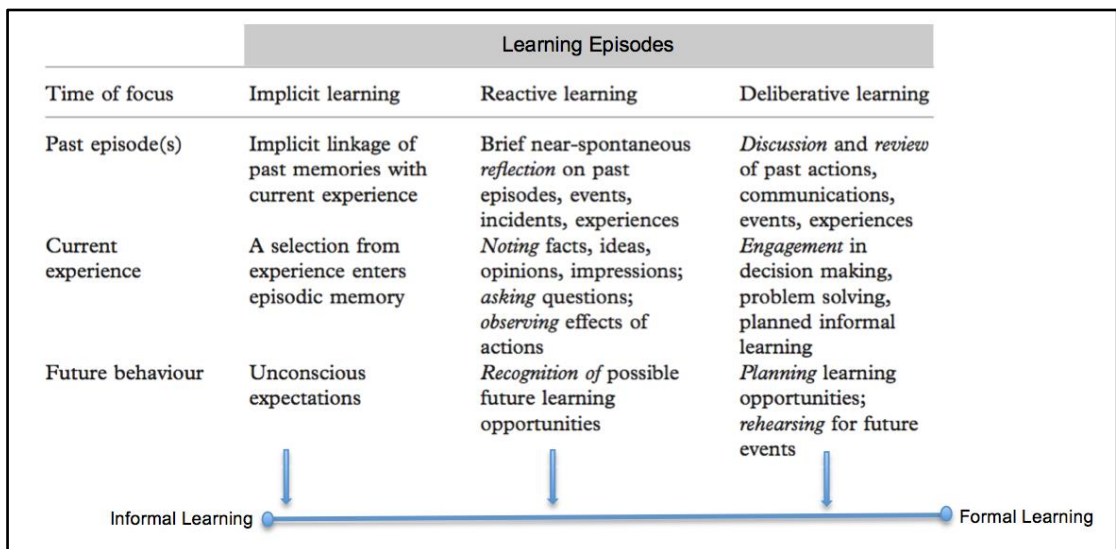 Learning Episodes
Time of focus
Implicit learning
Reactive learning
Deliberative learning
Past episode(s)
Implicit linkage of
past memories with
current experience
Brief near-spontaneous
reflection on past
episodes, events,
incidents, experiences
Discussion and review
of past actions,
communications,
events, experiences
Current
experience
A selection from
experience enters
episodic memory
Noting facts, ideas,
opinions, impressions;
asking questions;
observing effects of
actions
Engagement in
decision making,
problem solving,
planned informal
learning
Future behaviour
Unconscious
expectations
Recognition of possible
future learning
opportunities
Planning learning
opportunities;
rehearsing for future
events
Informal Learning
Formal Learning